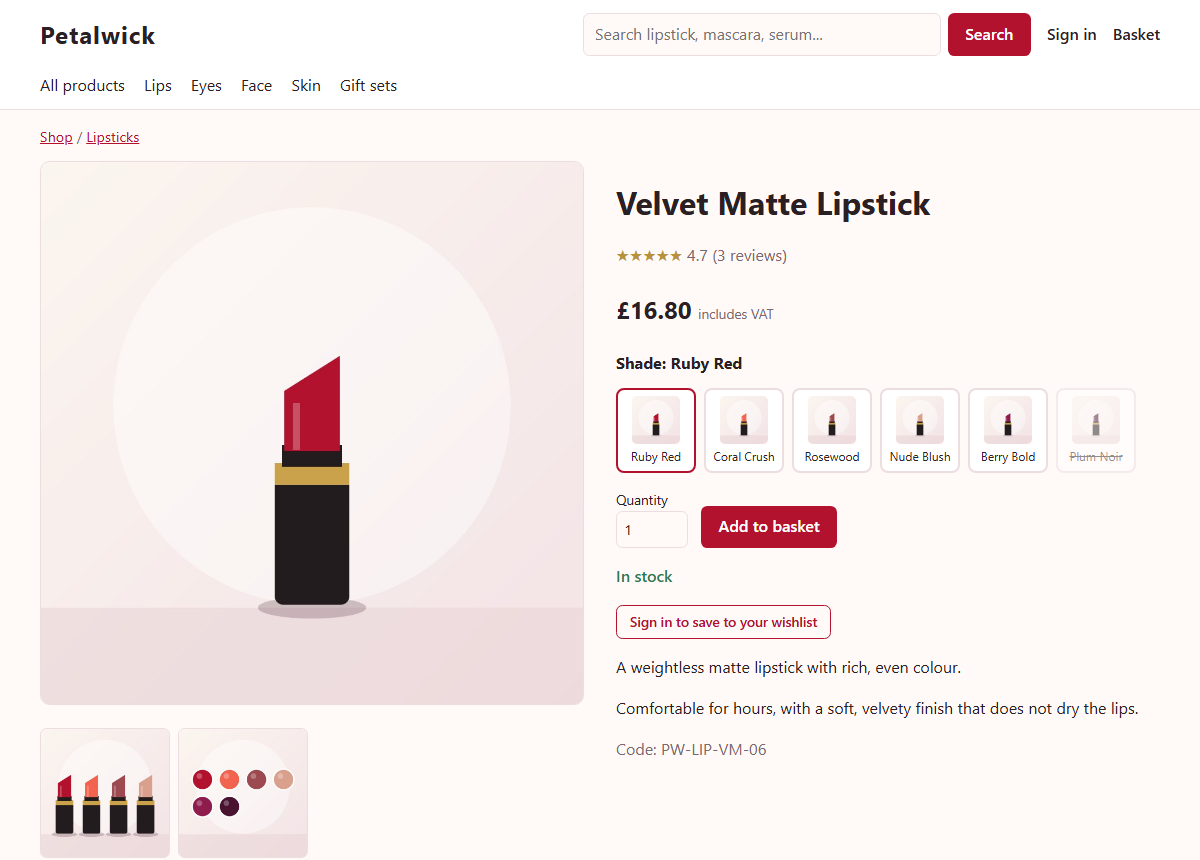 Petalwick
Search lipstick, mascara, serum...
Search
Sign in
Basket
All products
Lips
Eyes
Face
Skin
Gift sets
Shop / Lipsticks
Velvet Matte Lipstick
★★★★★ 4.7 (3 reviews)
£16.80 includes VAT
Shade: Ruby Red
Ruby Red
Coral Crush
Rosewood
Nude Blush
Berry Bold
Plum Noir
Quantity
1
Add to basket
In stock
Sign in to save to your wishlist
A weightless matte lipstick with rich, even colour.
Comfortable for hours, with a soft, velvety finish that does not dry the lips.
Code: PW-LIP-VM-06